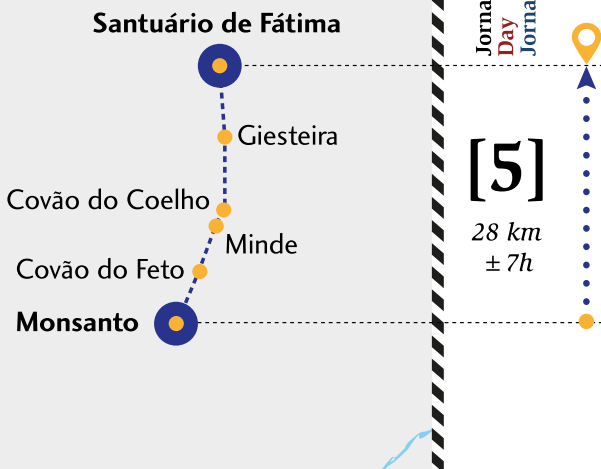 Santuário de Fátima
Giesteira
Covão do Coelho
Minde
Covão do Feto
Monsanto
Jorna
Day
Jorna
[5]
28 km
± 7h